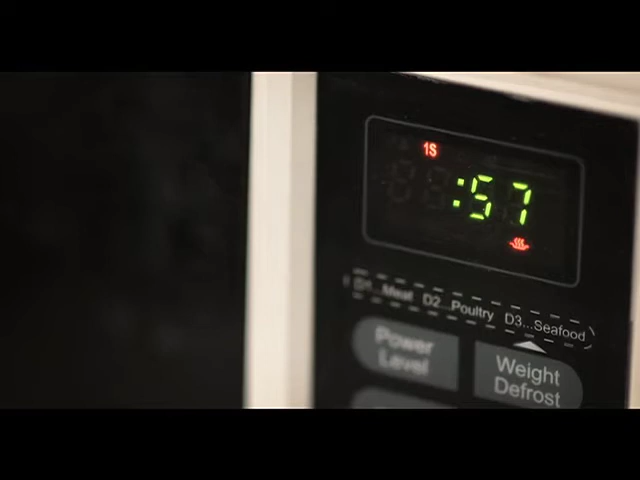 1S
:57
D1...Meat D2...Poultry D3...Seafood
Power Level
Weight Defrost